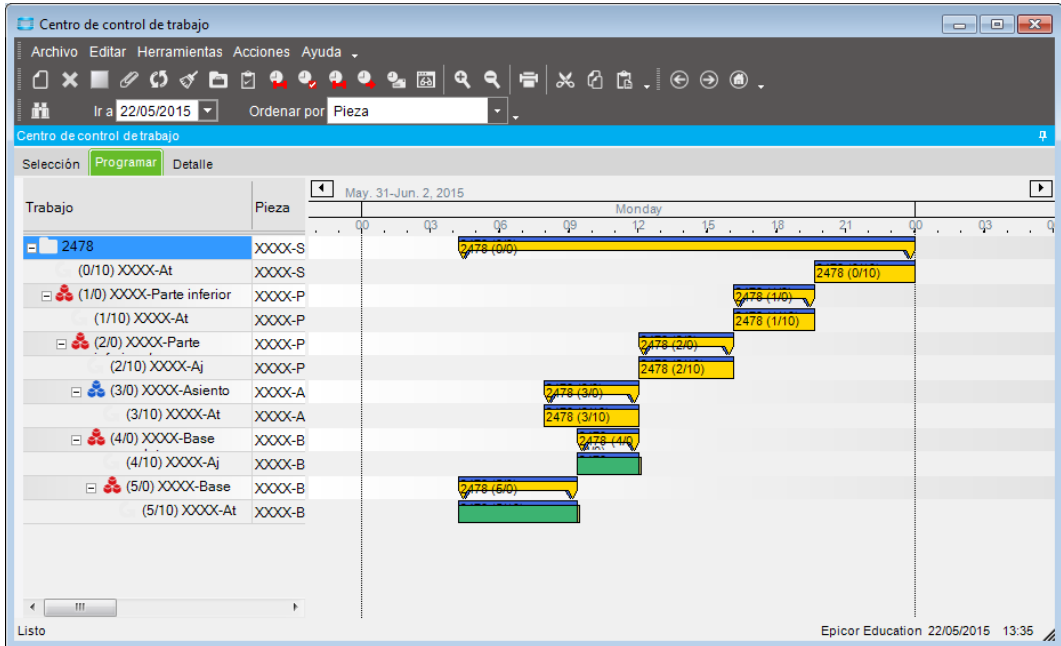 Centro de control de trabajo
Archivo Editar Herramientas Acciones Ayuda
Ir a 22/05/2015 Ordenar por Pieza
Centro de control de trabajo
Selección Programar Detalle
May. 31-Jun. 2, 2015
Trabajo Pieza Monday
00 03 06 09 12 15 18 21 00 03
2478 XXXX-S 2478 (0/0)
(0/10) XXXX-At XXXX-S 2478 (0/10)
(1/0) XXXX-Parte inferior XXXX-P 2478 (1/0)
(1/10) XXXX-At XXXX-P 2478 (1/10)
(2/0) XXXX-Parte XXXX-P 2478 (2/0)
(2/10) XXXX-Aj XXXX-P 2478 (2/10)
(3/0) XXXX-Asiento XXXX-A 2478 (3/0)
(3/10) XXXX-At XXXX-A 2478 (3/10)
(4/0) XXXX-Base XXXX-B 2478 (4/0
(4/10) XXXX-Aj XXXX-B
(5/0) XXXX-Base XXXX-B 2478 (5/0)
(5/10) XXXX-At XXXX-B
Listo Epicor Education 22/05/2015 13:35